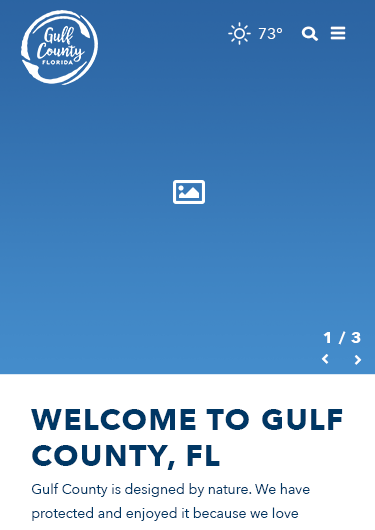 Gulf
County
FLORIDA
73°
1 / 3
WELCOME TO GULF
COUNTY, FL
Gulf County is designed by nature. We have
protected and enjoyed it because we love